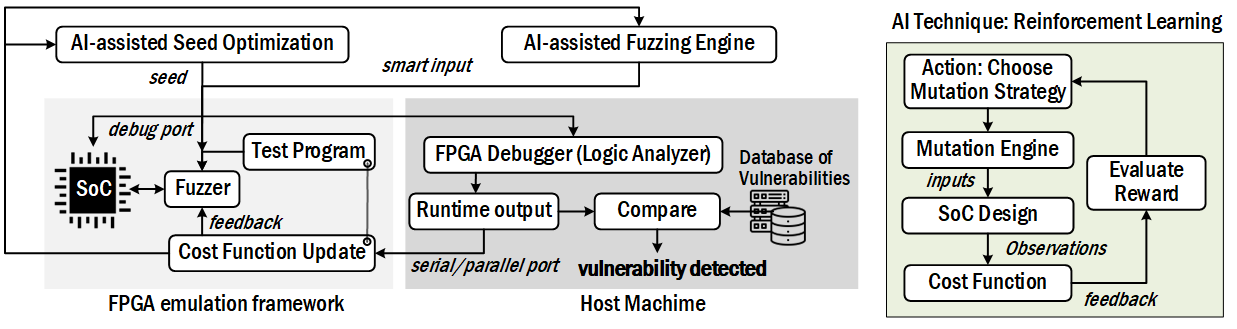 AI-assisted Seed Optimization
AI-assisted Fuzzing Engine
seed
smart input
debug port
Test Program
SoC
Fuzzer
feedback
Cost Function Update
FPGA emulation framework
FPGA Debugger (Logic Analyzer)
Database of
Vulnerabilities
Runtime output
Compare
serial/parallel port
vulnerability detected
Host Machime
AI Technique: Reinforcement Learning
Action: Choose
Mutation Strategy
Mutation Engine
inputs
Evaluate
Reward
SoC Design
Observations
Cost Function
feedback